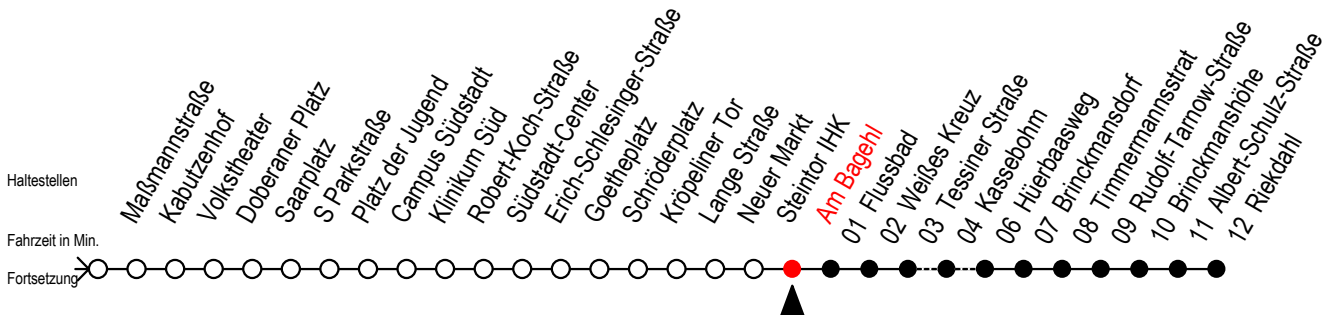 Haltestellen
Fahrzeit in Min.
Fortsetzung
Maßmannstraße
Kabutzenhof
Volkstheater
Doberaner Platz
Saarplatz
S Parkstraße
Platz der Jugend
Campus Südstadt
Klinikum Süd
Robert-Koch-Straße
Südstadt-Center
Erich-Schlesinger-Straße
Goetheplatz
Schröderplatz
Kröpeliner Tor
Lange Straße
Neuer Markt
Steintor IHK
Am Bagehl
01 Flussbad
02 Weißes Kreuz
03 Tessiner Straße
04 Kassebohm
06 Hüerbaasweg
07 Brinckmansdorf
08 Timmermannsstrat
09 Rudolf-Tarnow-Straße
10 Brinckmanshöhe
11 Albert-Schulz-Straße
12 Riekdahl